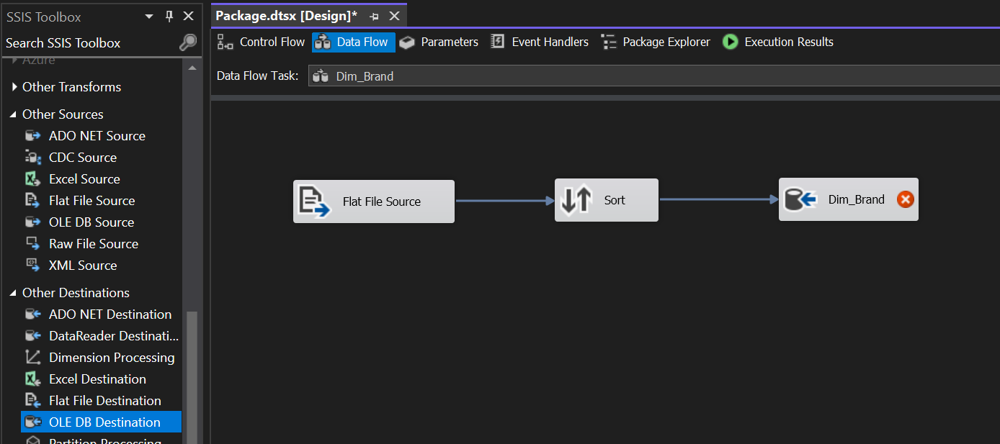 SSIS Toolbox
Search SSIS Toolbox
Azure
Other Transforms
Other Sources
ADO NET Source
CDC Source
Excel Source
Flat File Source
OLE DB Source
Raw File Source
XML Source
Other Destinations
ADO NET Destination
DataReader Destinati...
Dimension Processing
Excel Destination
Flat File Destination
OLE DB Destination
Partition Processing
Package.dtsx [Design]*
Control Flow
Data Flow
Parameters
Event Handlers
Package Explorer
Execution Results
Data Flow Task:
Dim_Brand
Flat File Source
Sort
Dim_Brand